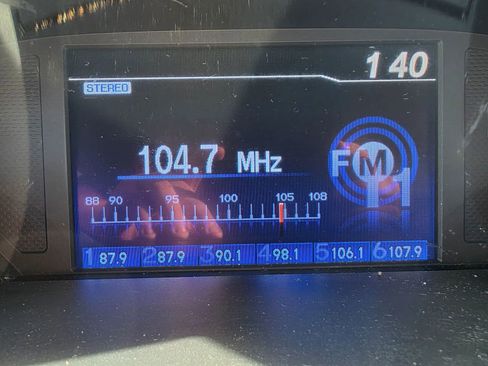 1 40
STEREO
104.7 MHz
FM1
88 90 95 100 105 108
1 87.9 2 87.9 3 90.1 4 98.1 5 106.1 6 107.9